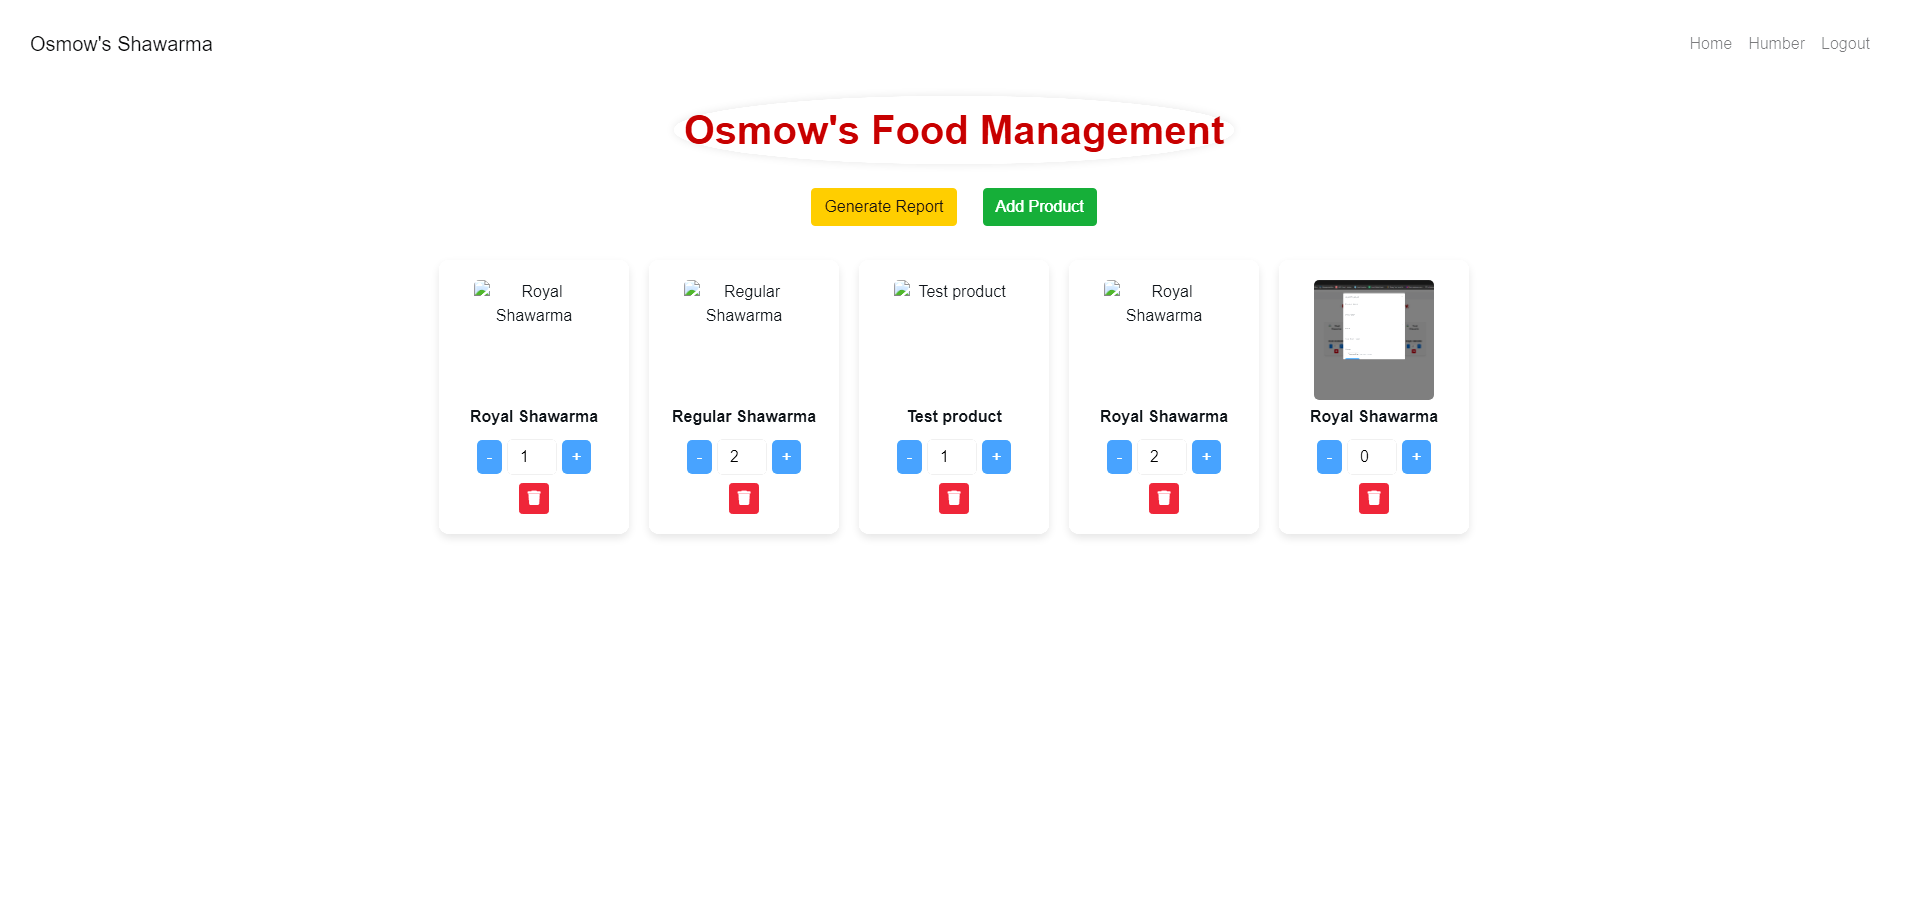 Osmow's Shawarma
Home Humber Logout
Osmow's Food Management
Generate Report Add Product
Royal
Shawarma
Royal Shawarma
- 1 +
Regular
Shawarma
Regular Shawarma
- 2 +
Test product
Test product
- 1 +
Royal
Shawarma
Royal Shawarma
- 2 +
Royal Shawarma
- 0 +